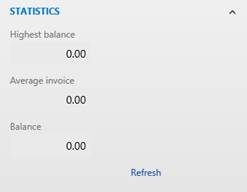 STATISTICS
Highest balance
0.00
Average invoice
0.00
Balance
0.00
Refresh